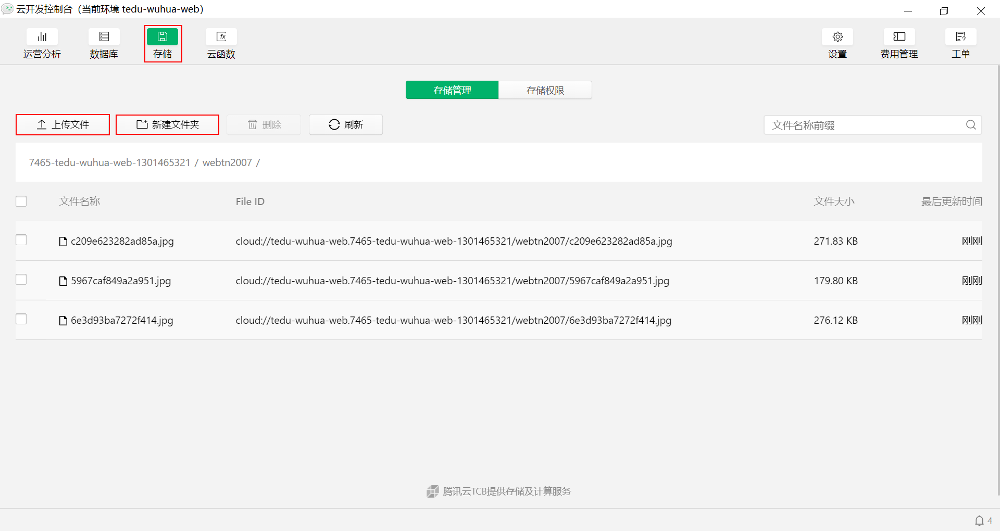 云开发控制台（当前环境 tedu-wuhua-web）
运营分析 数据库 存储 fx 云函数 设置 费用管理 工单
存储管理 存储权限
上传文件 新建文件夹 删除 刷新 文件名称前缀
7465-tedu-wuhua-web-1301465321 / webtn2007 /
文件名称 File ID 文件大小 最后更新时间
c209e623282ad85a.jpg cloud://tedu-wuhua-web.7465-tedu-wuhua-web-1301465321/webtn2007/c209e623282ad85a.jpg 271.83 KB 刚刚
5967caf849a2a951.jpg cloud://tedu-wuhua-web.7465-tedu-wuhua-web-1301465321/webtn2007/5967caf849a2a951.jpg 179.80 KB 刚刚
6e3d93ba7272f414.jpg cloud://tedu-wuhua-web.7465-tedu-wuhua-web-1301465321/webtn2007/6e3d93ba7272f414.jpg 276.12 KB 刚刚
腾讯云TCB提供存储及计算服务
4